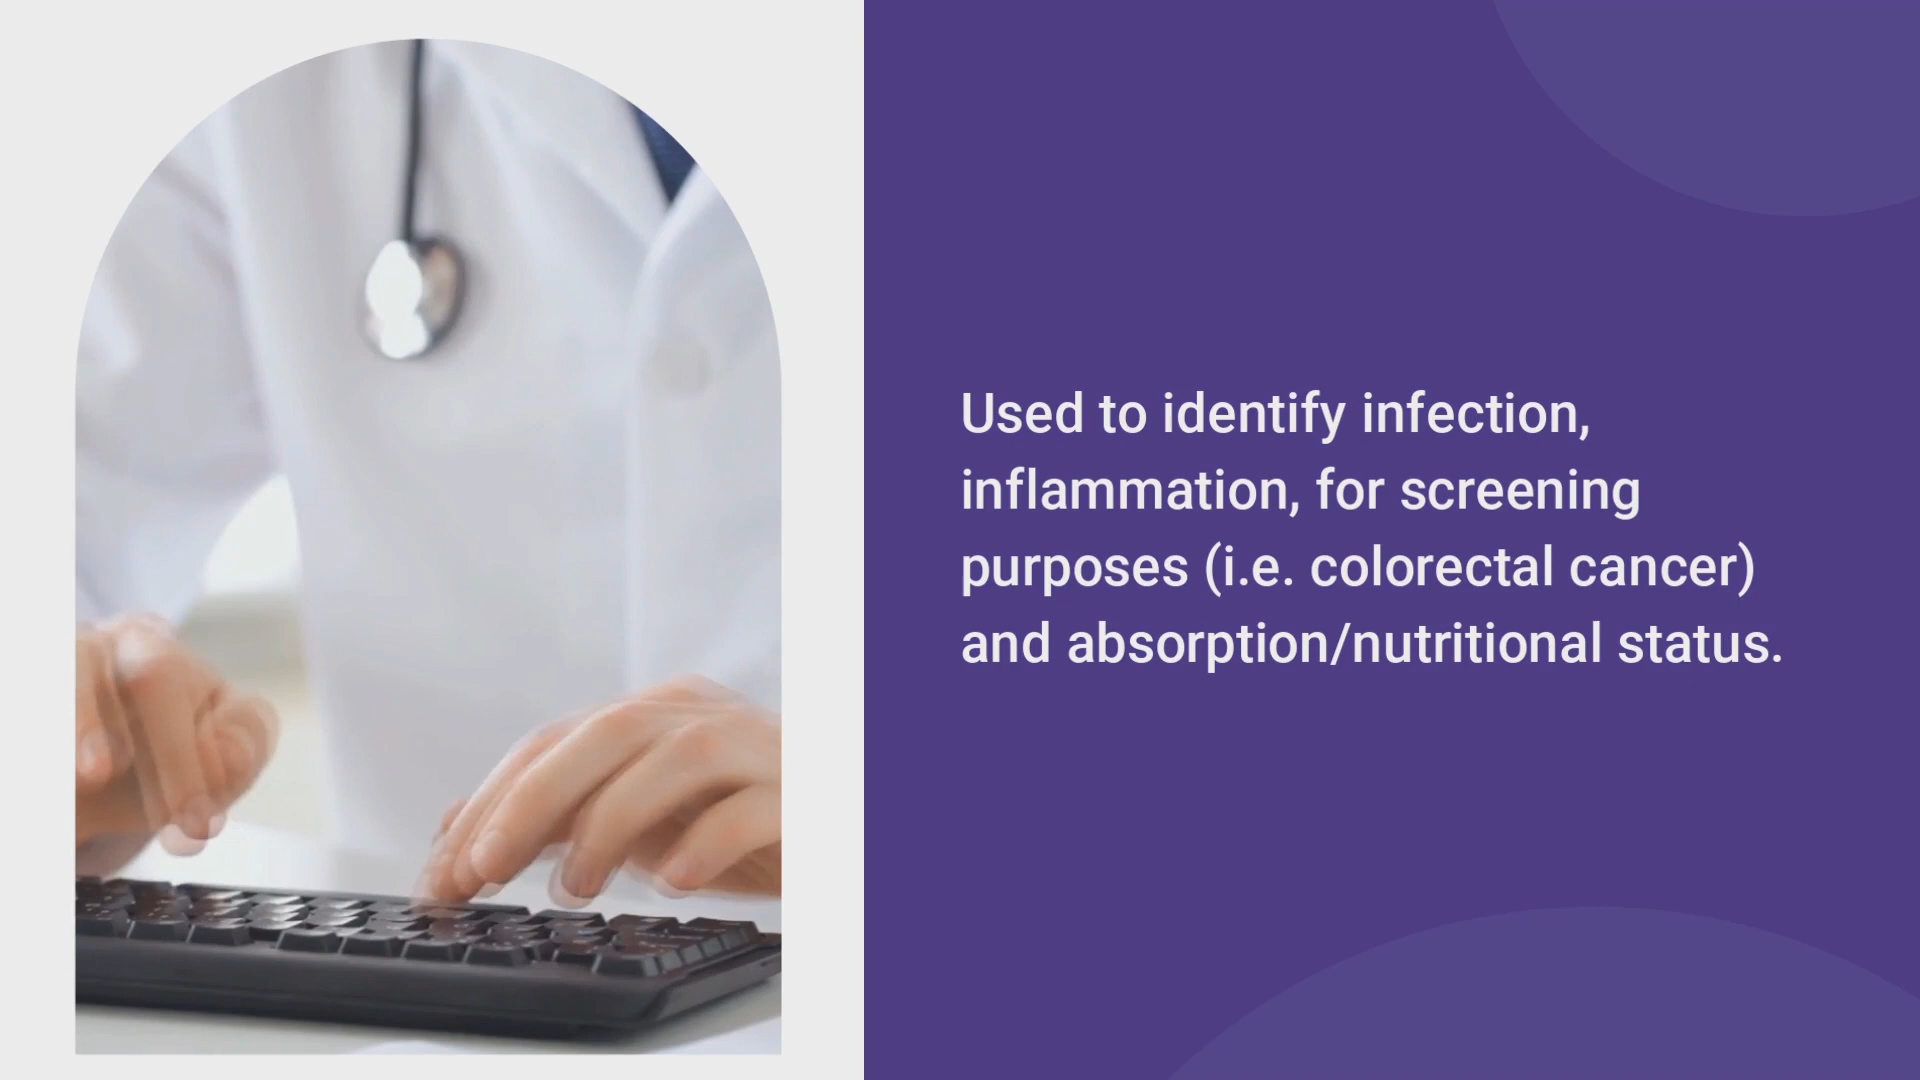 Used to identify infection,
inflammation, for screening
purposes (i.e. colorectal cancer)
and absorption/nutritional status.